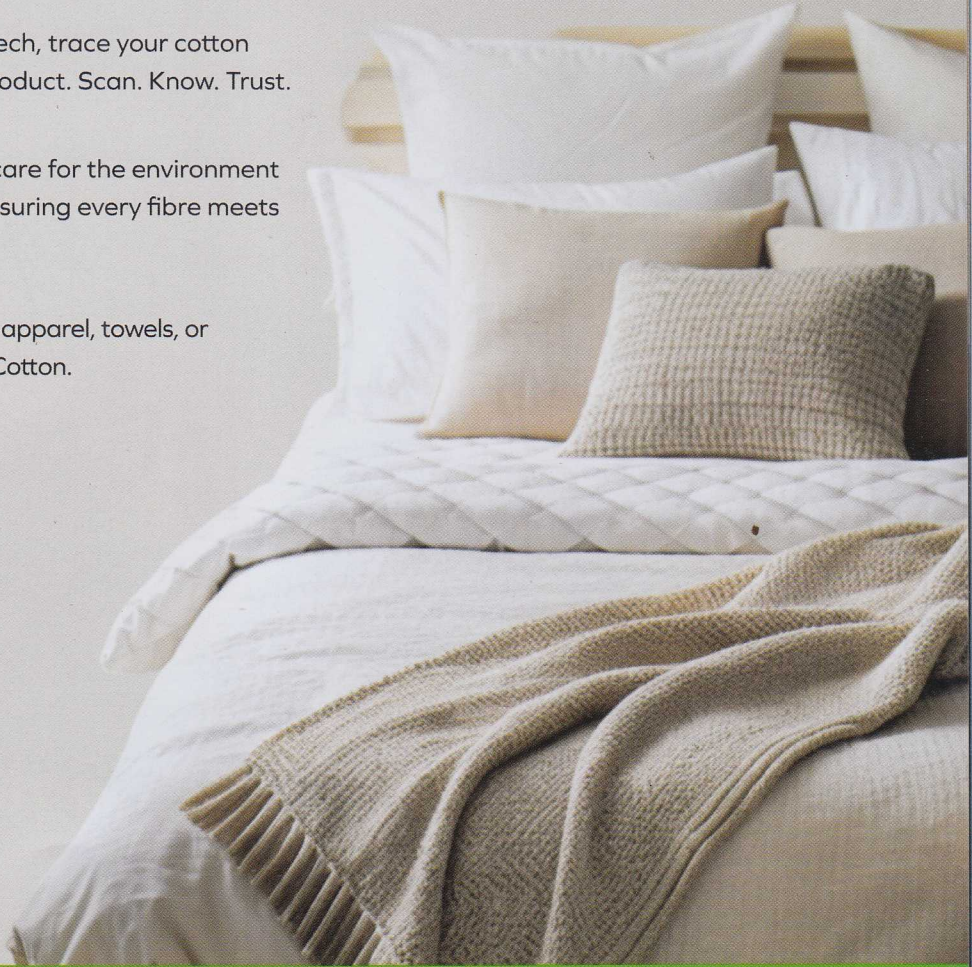 ech, trace your cotton
oduct. Scan. Know. Trust.
care for the environment
suring every fibre meets
apparel, towels, or
Cotton.